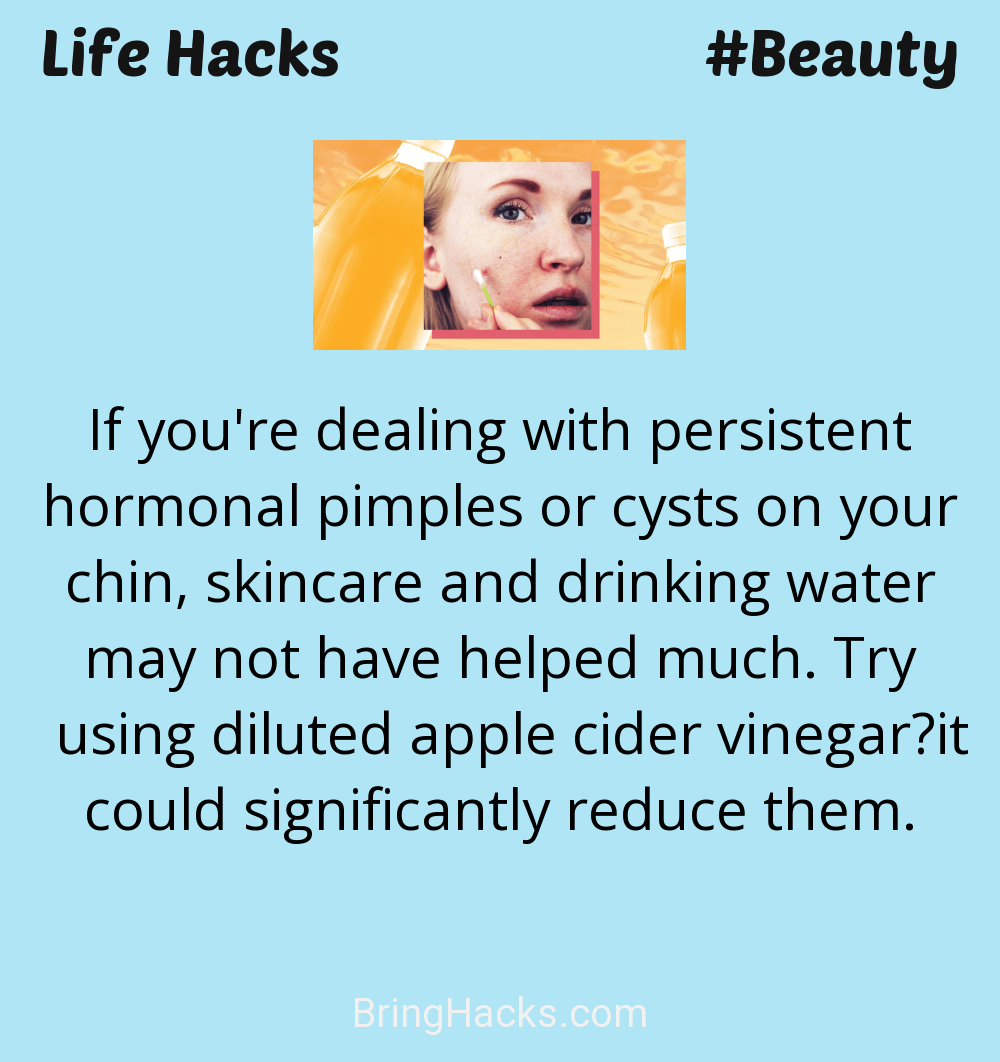 Life Hacks
#Beauty
If you're dealing with persistent
hormonal pimples or cysts on your
chin, skincare and drinking water
may not have helped much. Try
using diluted apple cider vinegar?it
could significantly reduce them.
BringHacks.com